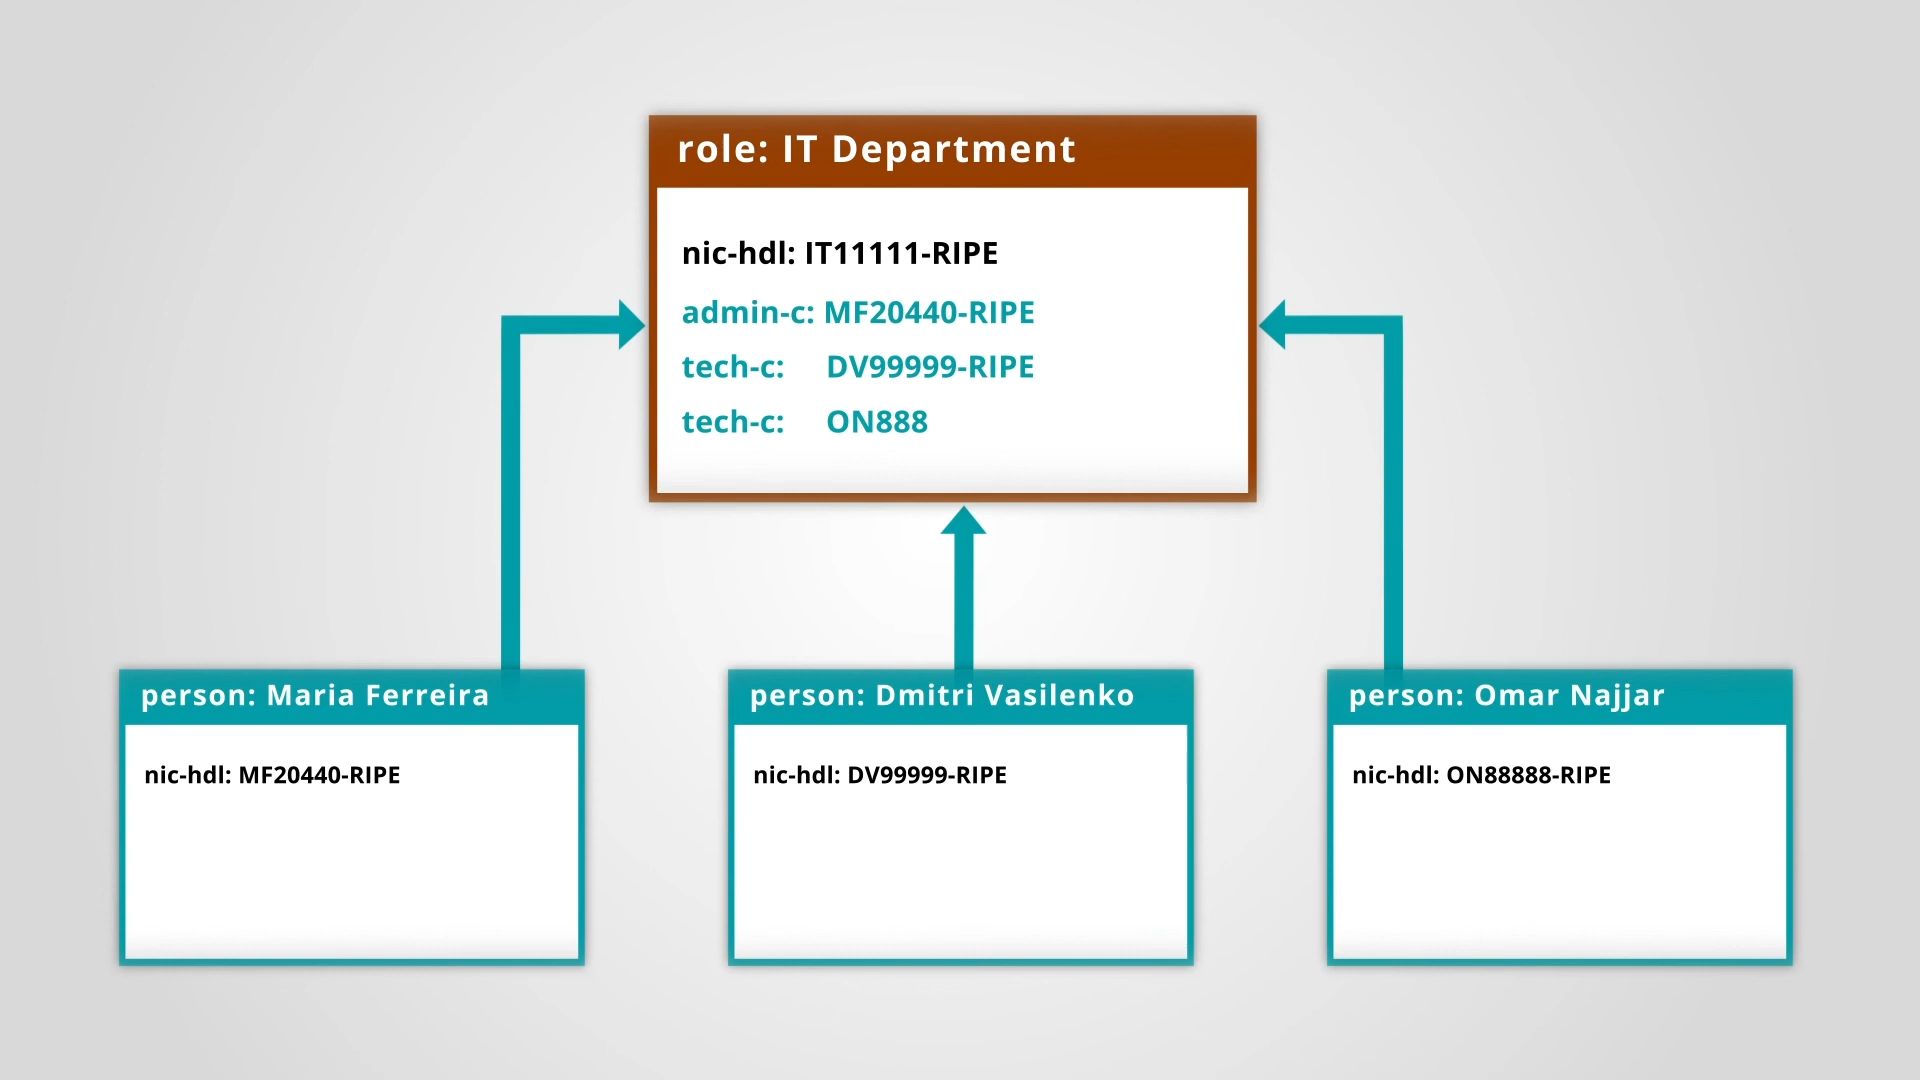 role: IT Department
nic-hdl: IT11111-RIPE
admin-c: MF20440-RIPE
tech-c: DV99999-RIPE
tech-c: ON888
person: Maria Ferreira
nic-hdl: MF20440-RIPE
person: Dmitri Vasilenko
nic-hdl: DV99999-RIPE
person: Omar Najjar
nic-hdl: ON88888-RIPE